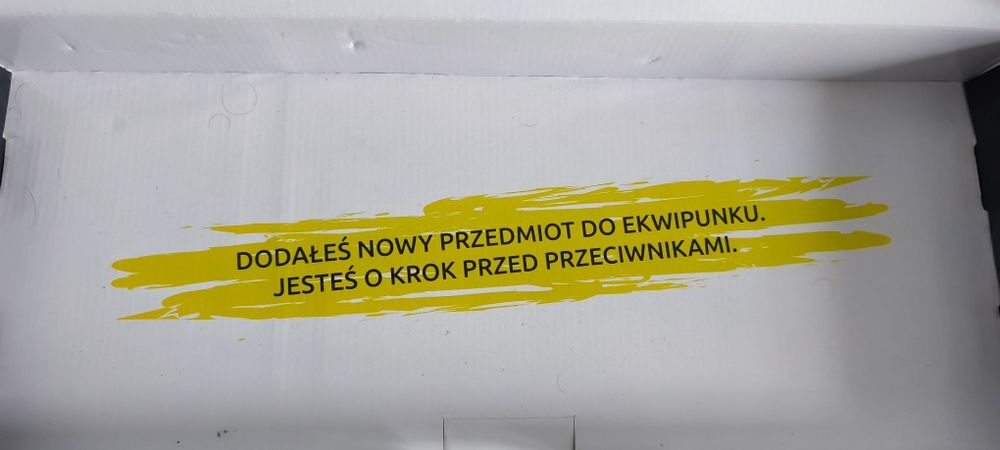 DODAŁEŚ NOWY PRZEDMIOT DO EKWIPUNKU.
JESTEŚ O KROK PRZED PRZECIWNIKAMI.